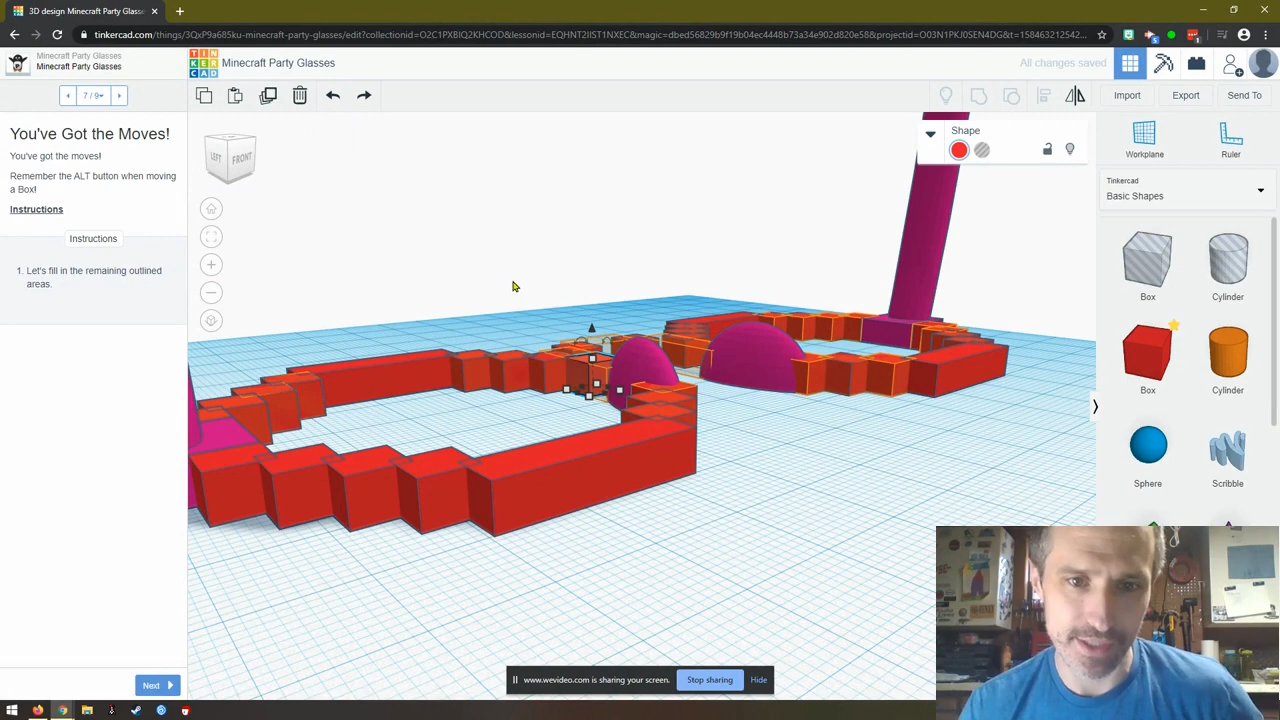 3D design Minecraft Party Glasses
tinkercad.com/things/3QxP9a685ku-minecraft-party-glasses/edit?collectionid=O2C1PXBIQ2KHCOD&lessonid=EQHNT2IIST1NXEC&magic=dbed56829b9f19b04ec4448b73a34e902d820e58&projectid=O03N1PKJ0SEN4DG&t=158463212542...
Minecraft Party Glasses
Minecraft Party Glasses
TIN
KER
CAD
Minecraft Party Glasses
All changes saved
7 / 9
Import
Export
Send To
You've Got the Moves!
You've got the moves!
Remember the ALT button when moving
a Box!
Instructions
Instructions
1. Let's fill in the remaining outlined
areas.
Next
LEFT
FRONT
Shape
Workplane
Ruler
Tinkercad
Basic Shapes
Box
Cylinder
Box
Cylinder
Sphere
Scribble
www.wevideo.com is sharing your screen.
Stop sharing
Hide